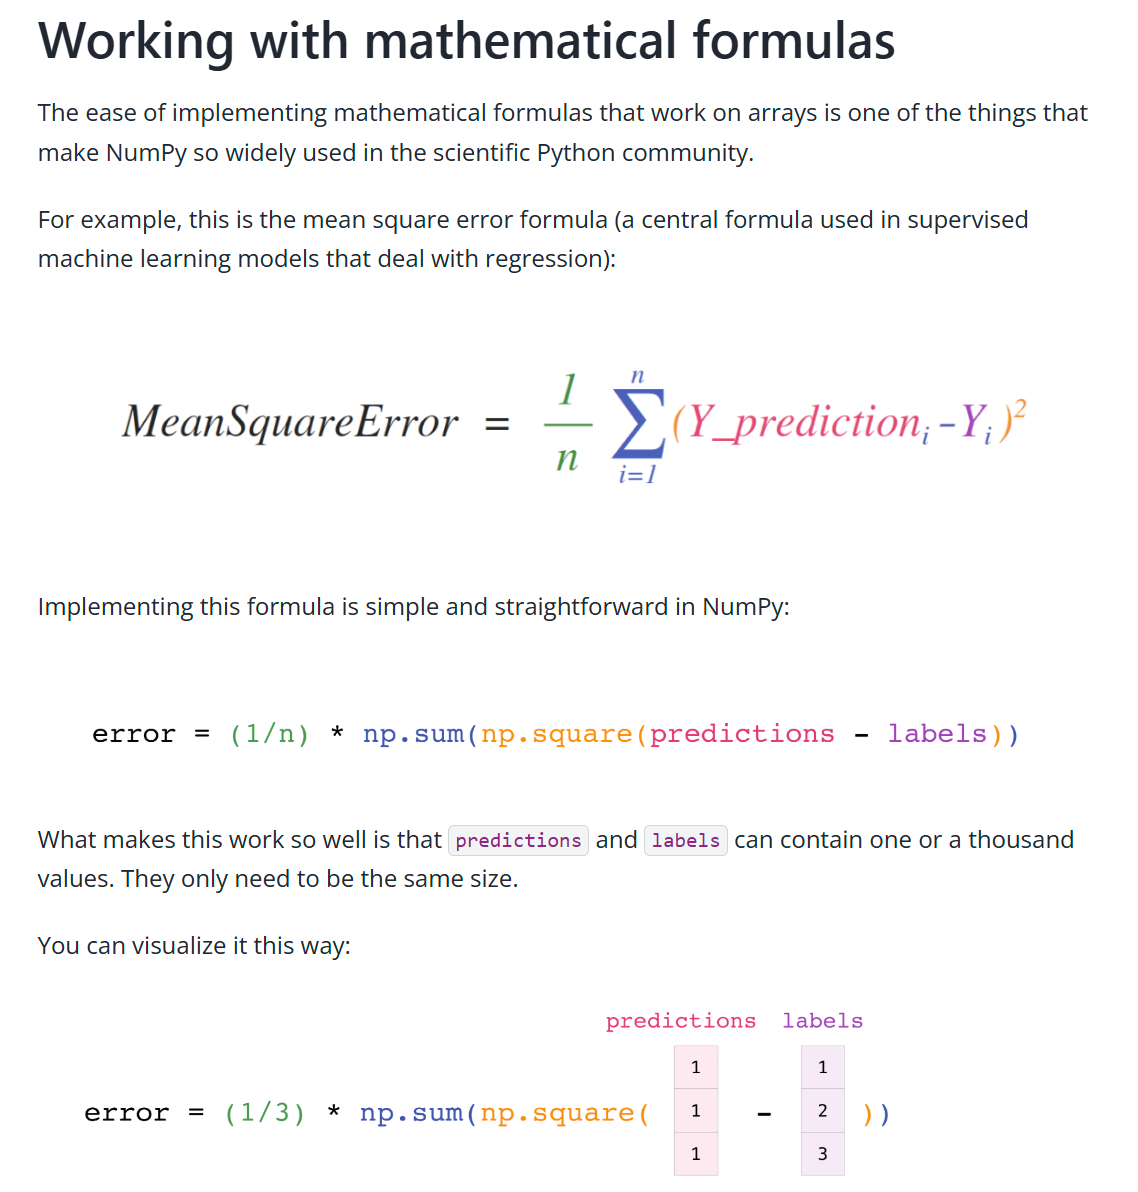 Working with mathematical formulas
The ease of implementing mathematical formulas that work on arrays is one of the things that
make NumPy so widely used in the scientific Python community.
For example, this is the mean square error formula (a central formula used in supervised
machine learning models that deal with regression):
MeanSquareError = 1/n n∑i=1 (Y_predictionᵢ - Yᵢ)²
Implementing this formula is simple and straightforward in NumPy:
error = (1/n) * np.sum(np.square(predictions - labels))
What makes this work so well is that predictions and labels can contain one or a thousand
values. They only need to be the same size.
You can visualize it this way:
predictions labels
1 1
error = (1/3) * np.sum(np.square( 1 - 2 ))
1 3